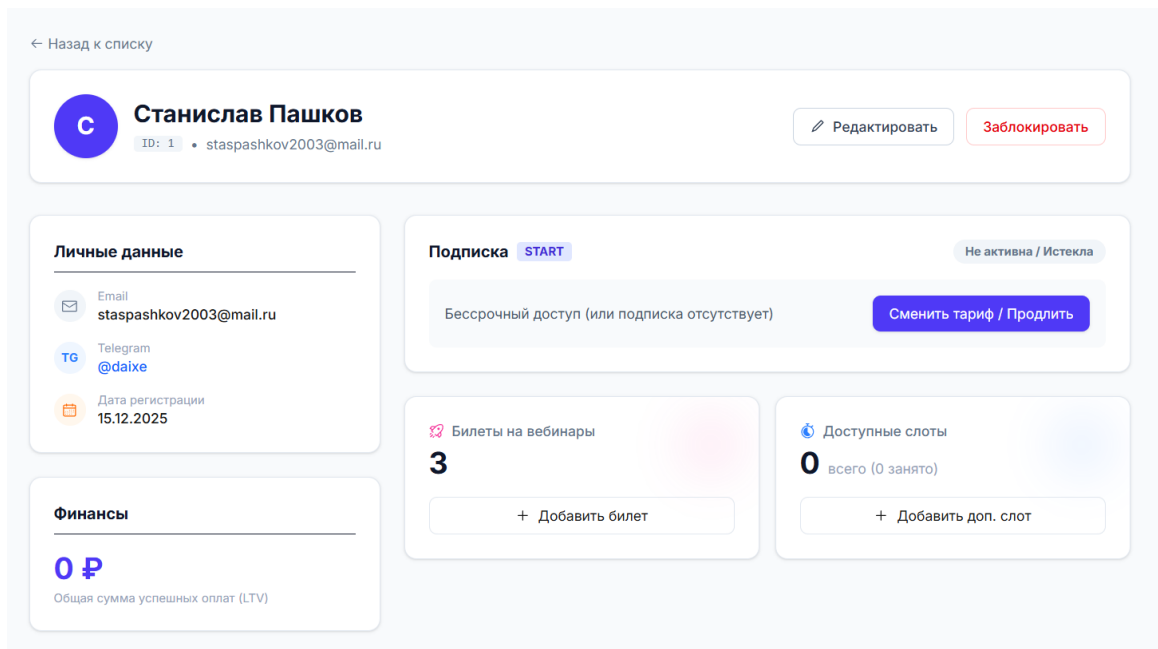 ← Назад к списку
С
Станислав Пашков
ID: 1 • staspashkov2003@mail.ru
Редактировать
Заблокировать
Личные данные
Email
staspashkov2003@mail.ru
TG
Telegram
@daixe
Дата регистрации
15.12.2025
Финансы
0 ₽
Общая сумма успешных оплат (LTV)
Подписка START
Не активна / Истекла
Бессрочный доступ (или подписка отсутствует)
Сменить тариф / Продлить
Билеты на вебинары
3
+ Добавить билет
Доступные слоты
0 всего (0 занято)
+ Добавить доп. слот